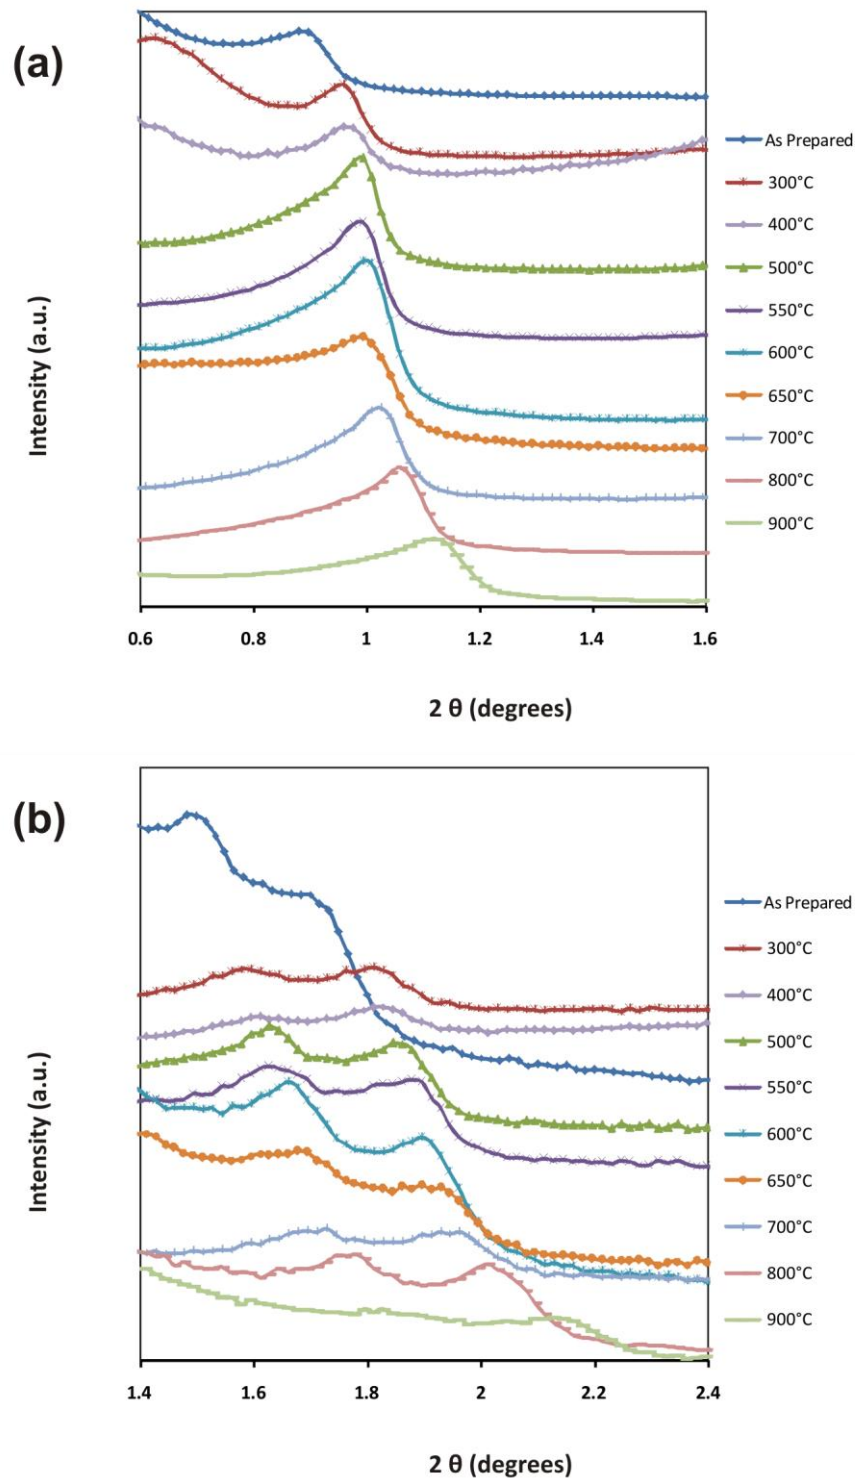 (a)
As Prepared
300°C
400°C
500°C
550°C
600°C
650°C
700°C
800°C
900°C
Intensity (a.u.)
0.6 0.8 1 1.2 1.4 1.6
2 θ (degrees)
(b)
As Prepared
300°C
400°C
500°C
550°C
600°C
650°C
700°C
800°C
900°C
Intensity (a.u.)
1.4 1.6 1.8 2 2.2 2.4
2 θ (degrees)